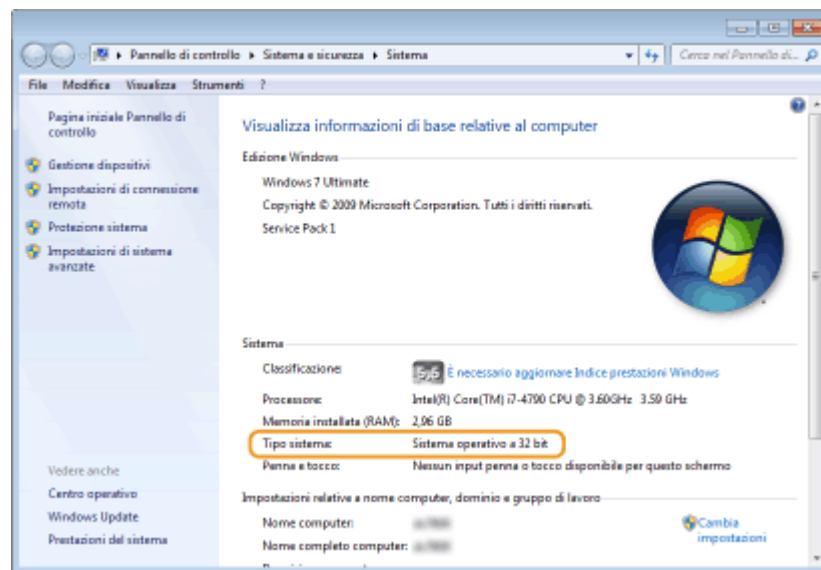 Pannello di controllo ▸ Sistema e sicurezza ▸ Sistema
Cerca nel Pannello di...
File Modifica Visualizza Strumenti ?
Pagina iniziale Pannello di
controllo
Gestione dispositivi
Impostazioni di connessione
remota
Protezione sistema
Impostazioni di sistema
avanzate
Vedere anche
Centro operativo
Windows Update
Prestazioni del sistema
Visualizza informazioni di base relative al computer
Edizione Windows
Windows 7 Ultimate
Copyright © 2009 Microsoft Corporation. Tutti i diritti riservati.
Service Pack 1
Sistema
Classificazione: 5,6 È necessario aggiornare Indice prestazioni Windows
Processore: Intel(R) Core(TM) i7-4790 CPU @ 3.60GHz 3.59 GHz
Memoria installata (RAM): 2,96 GB
Tipo sistema: Sistema operativo a 32 bit
Penna e tocco: Nessun input penna o tocco disponibile per questo schermo
Impostazioni relative a nome computer, dominio e gruppo di lavoro
Nome computer:
Cambia
impostazioni
Nome completo computer: